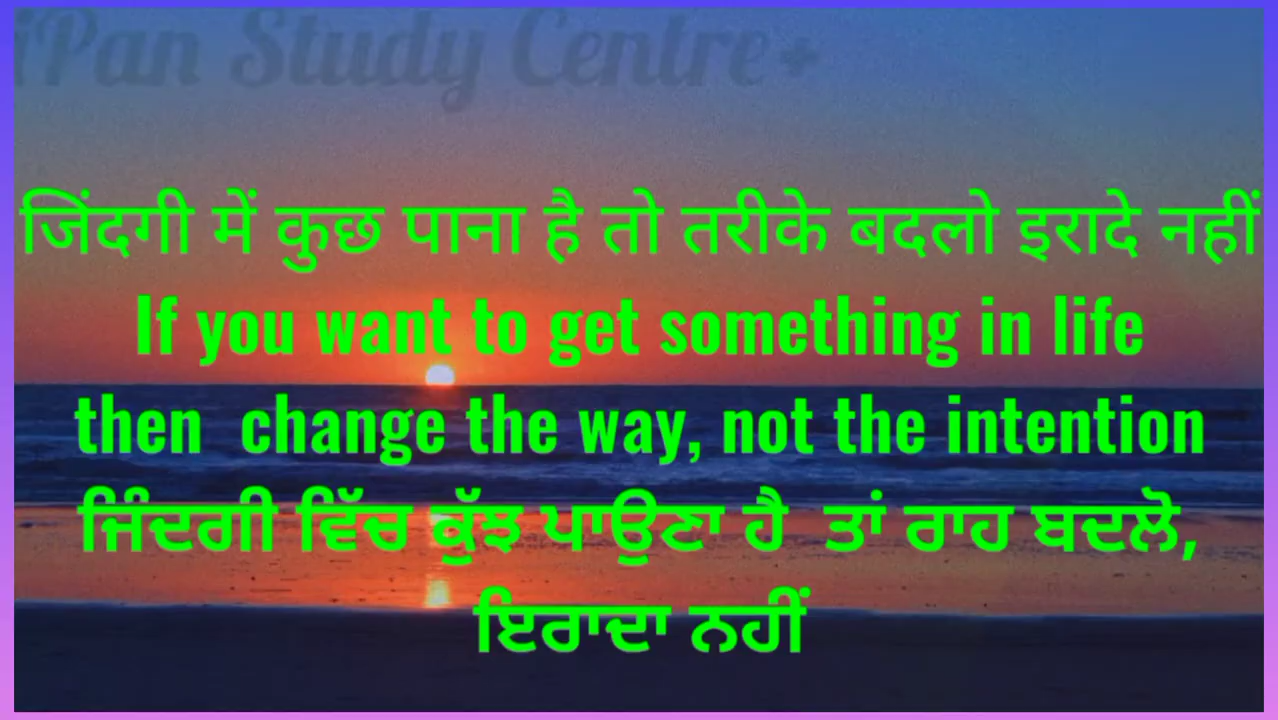 iPan Study Centre+
जिंदगी में कुछ पाना है तो तरीके बदलो इरादे नहीं
If you want to get something in life
then change the way, not the intention
ਜਿੰਦਗੀ ਵਿੱਚ ਕੁੱਝ ਪਾਉਣਾ ਹੈ ਤਾਂ ਰਾਹ ਬਦਲੋ,
ਇਰਾਦਾ ਨਹੀਂ